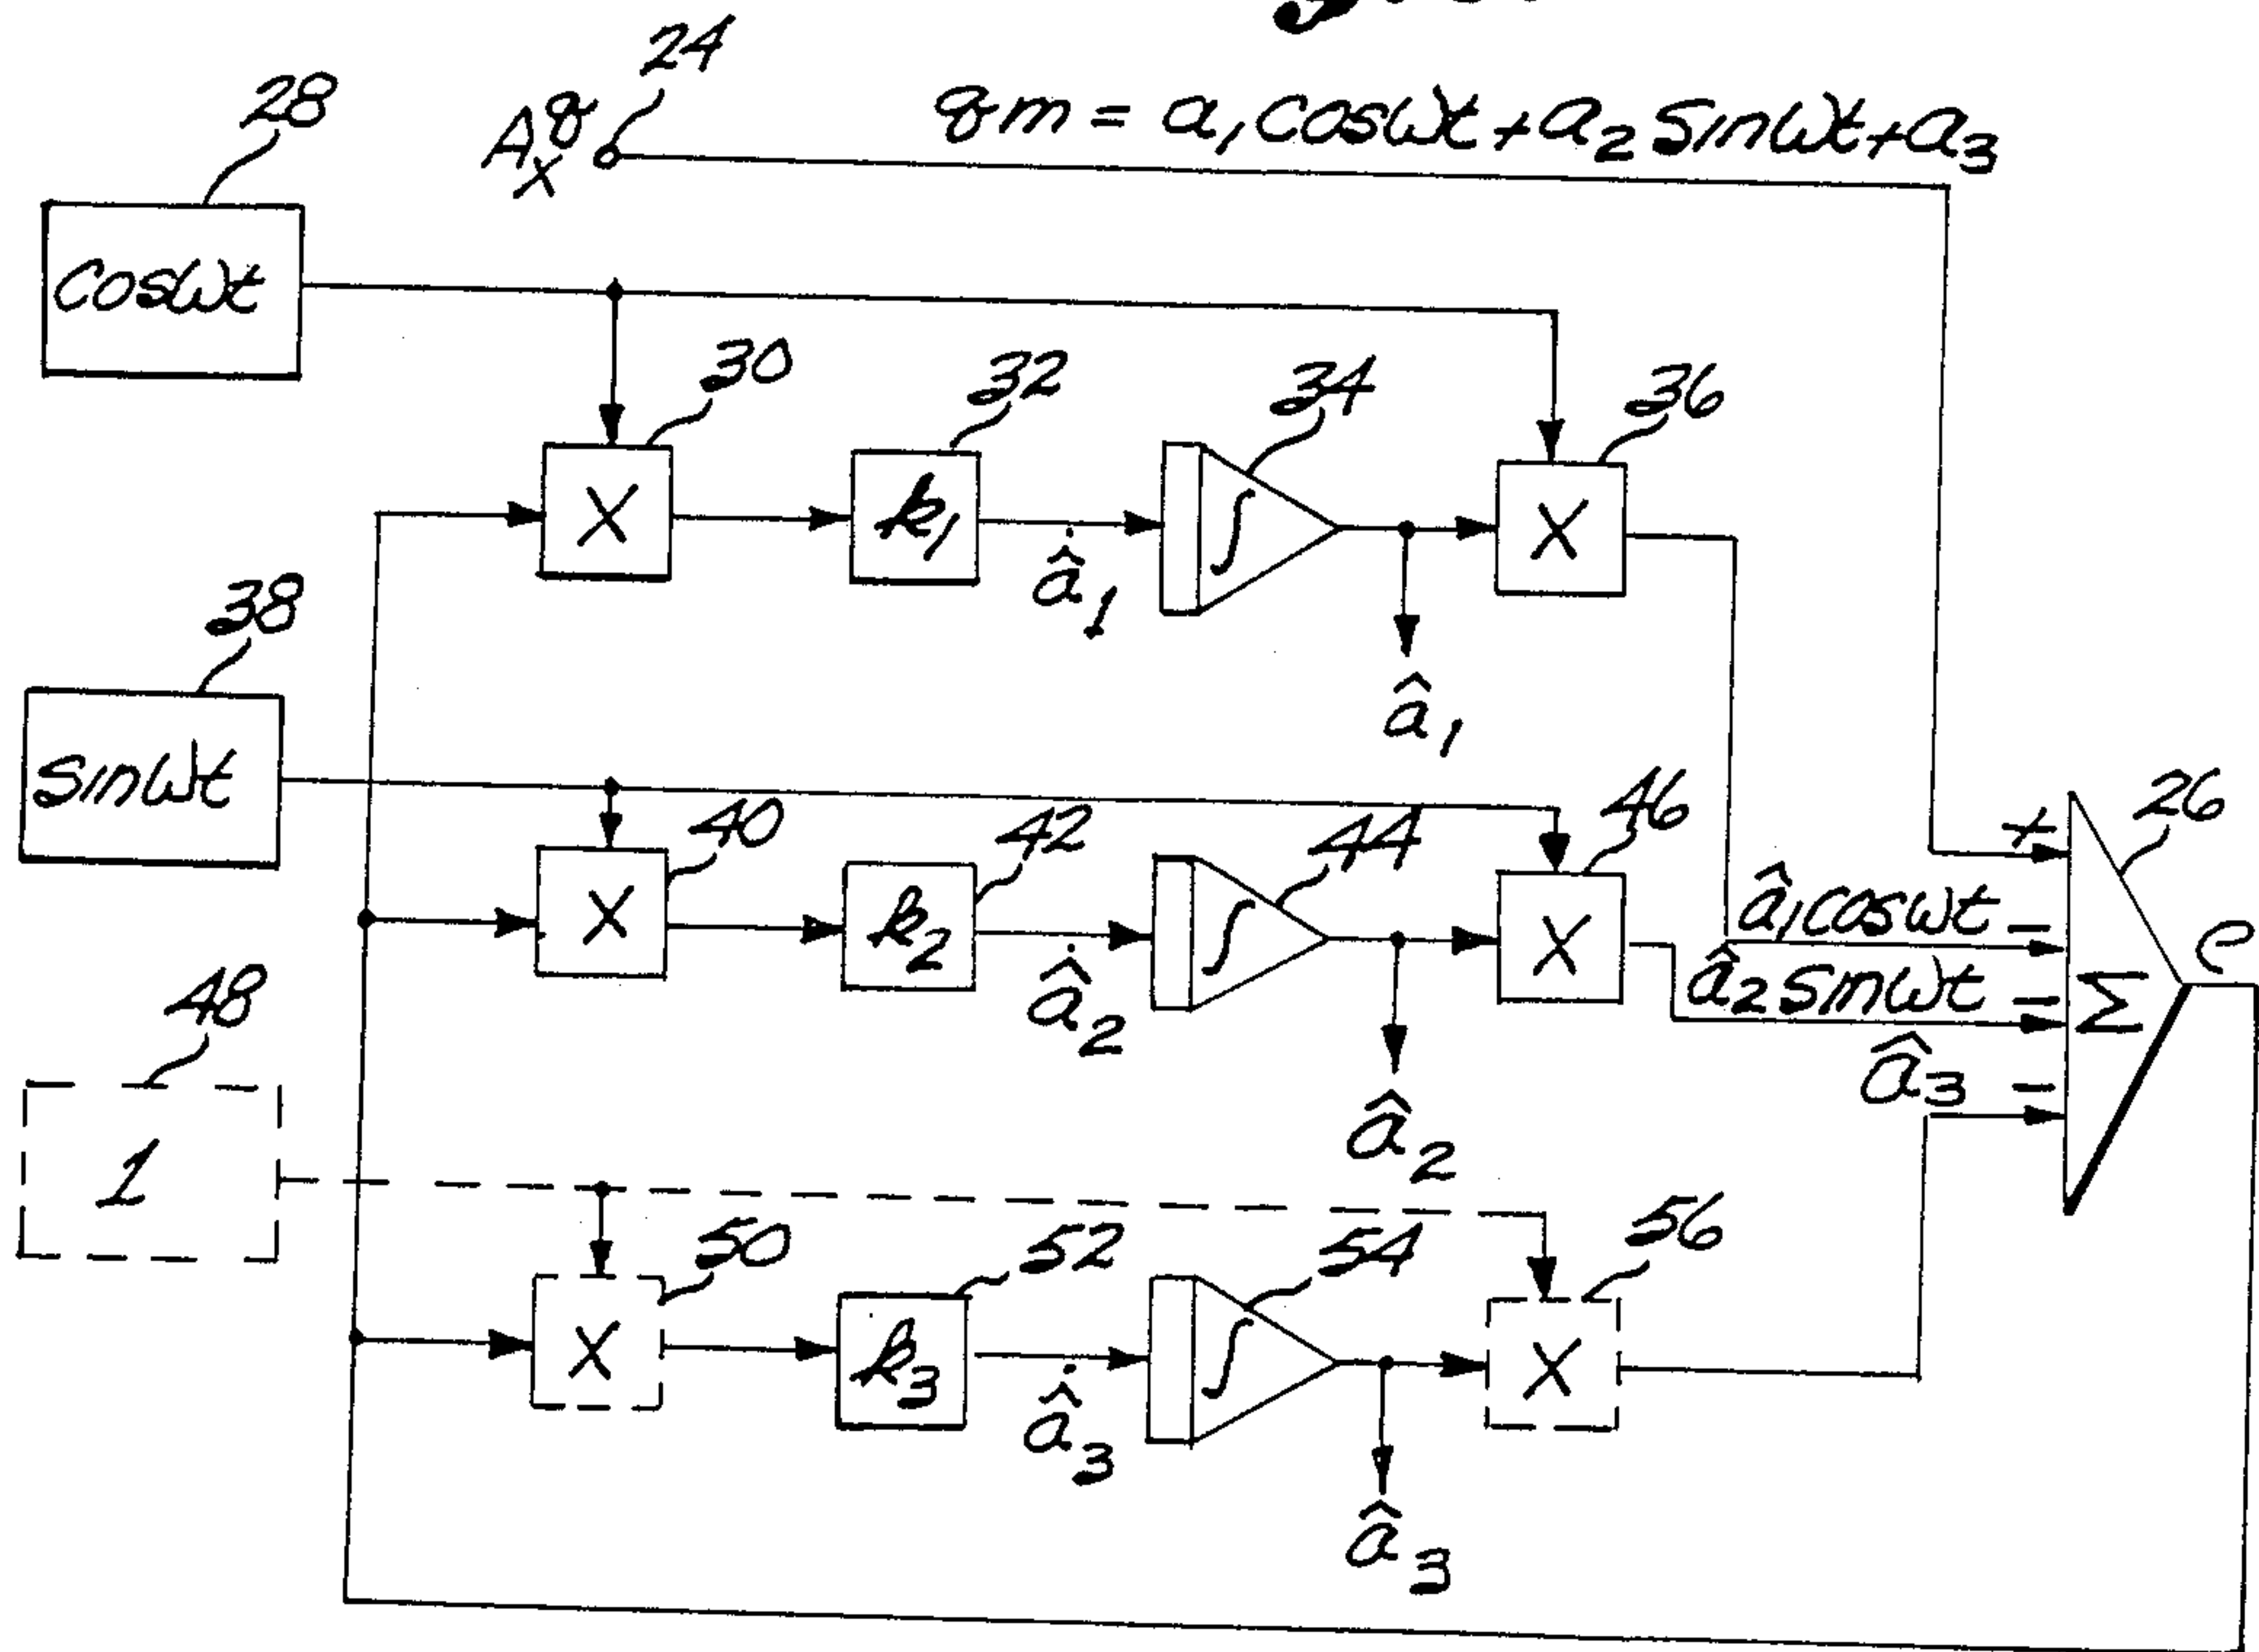 24
28
A_x^q
qm = a₁cosωt+a₂sinωt+a₃
cosωt
30
32
34
36
X
k₁
∫
X
â̇₁
38
â₁
sinωt
40
42
44
46
26
+
X
k₂
∫
X
â₁cosωt −
e
â₂sinωt −
Σ
48
â̇₂
â₃ −
â₂
1
50
52
54
56
X
k₃
∫
X
â̇₃
â₃